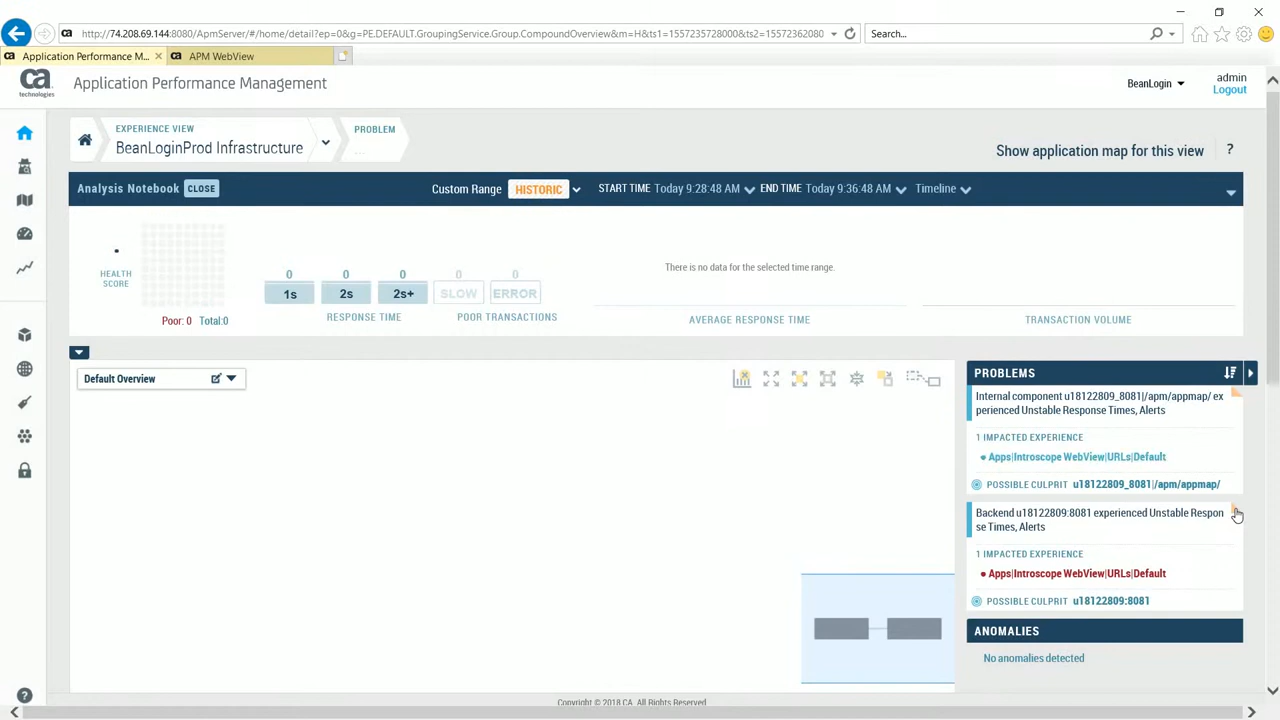 http://74.208.69.144:8080/ApmServer/#/home/detail?ep=0&g=PE.DEFAULT.GroupingService.Group.CompoundOverview&m=H&ts1=1557235728000&ts2=15572362080
Search...
Application Performance M...
APM WebView
ca
technologies
Application Performance Management
BeanLogin
admin
Logout
EXPERIENCE VIEW
BeanLoginProd Infrastructure
PROBLEM
...
Show application map for this view
?
Analysis Notebook CLOSE
Custom Range HISTORIC
START TIME Today 9:28:48 AM
END TIME Today 9:36:48 AM
Timeline
HEALTH
SCORE
Poor: 0 Total:0
0 0 0 0 0
1s 2s 2s+ SLOW ERROR
RESPONSE TIME
POOR TRANSACTIONS
There is no data for the selected time range.
AVERAGE RESPONSE TIME
TRANSACTION VOLUME
Default Overview
PROBLEMS
Internal component u18122809_8081|/apm/appmap/ ex
perienced Unstable Response Times, Alerts
1 IMPACTED EXPERIENCE
Apps|Introscope WebView|URLs|Default
POSSIBLE CULPRIT u18122809_8081|/apm/appmap/
Backend u18122809:8081 experienced Unstable Respon
se Times, Alerts
1 IMPACTED EXPERIENCE
Apps|Introscope WebView|URLs|Default
POSSIBLE CULPRIT u18122809:8081
ANOMALIES
No anomalies detected
?
Copyright © 2018 CA. All Rights Reserved.